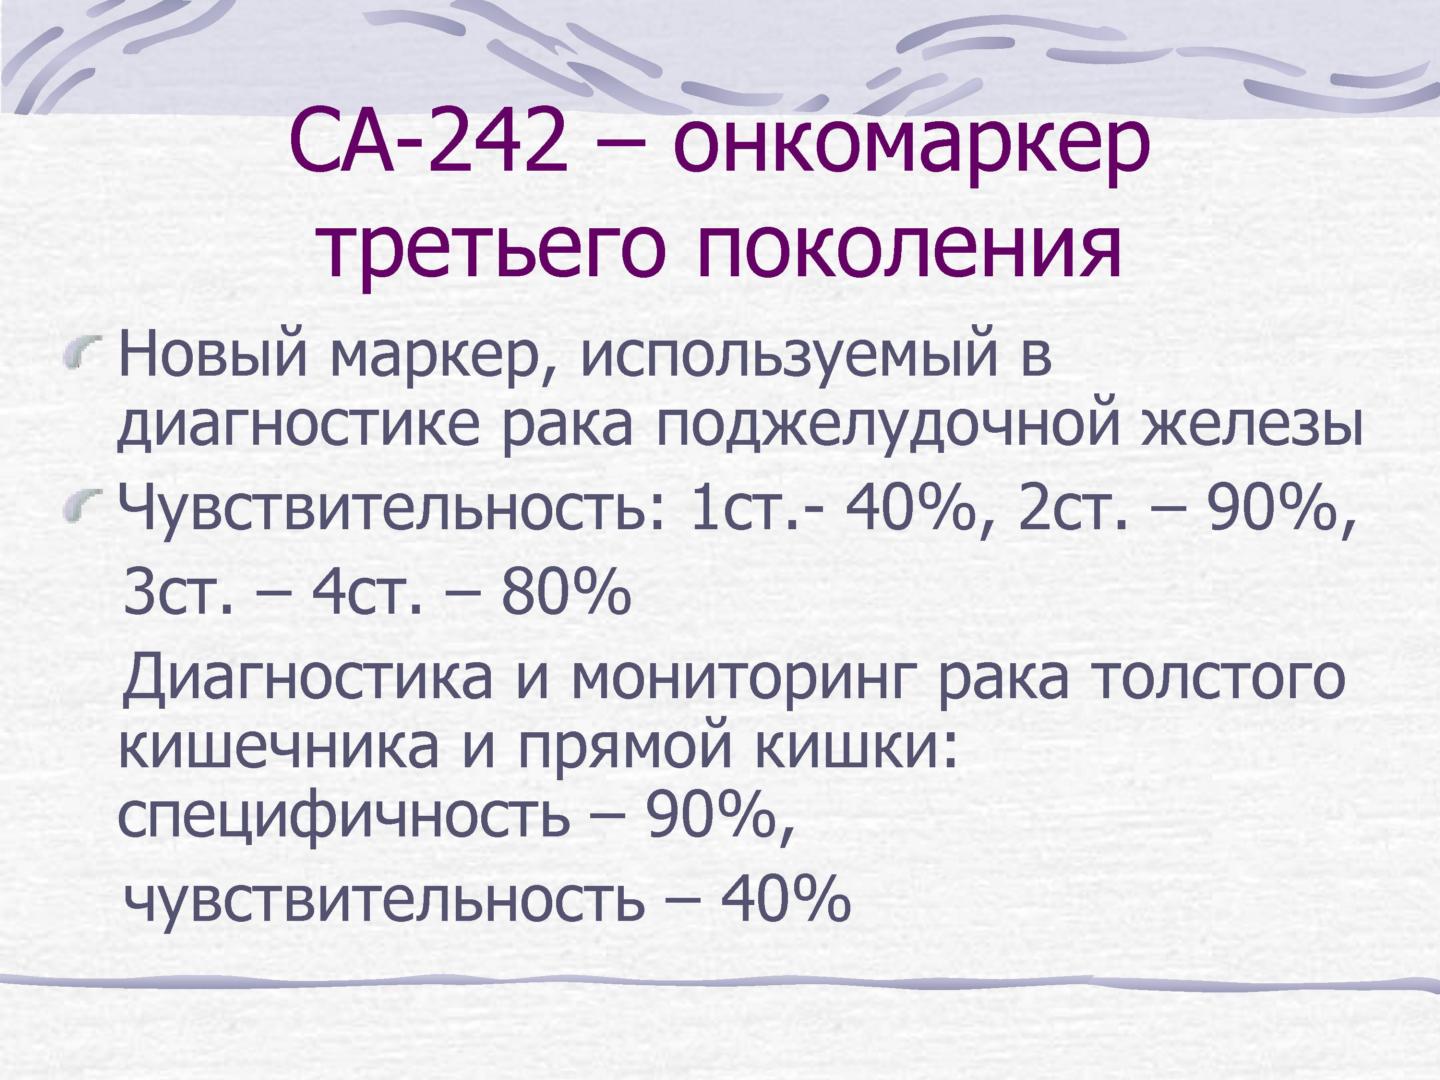 СА-242 – онкомаркер
третьего поколения
Новый маркер, используемый в
диагностике рака поджелудочной железы
Чувствительность: 1ст.- 40%, 2ст. – 90%,
3ст. – 4ст. – 80%
Диагностика и мониторинг рака толстого
кишечника и прямой кишки:
специфичность – 90%,
чувствительность – 40%